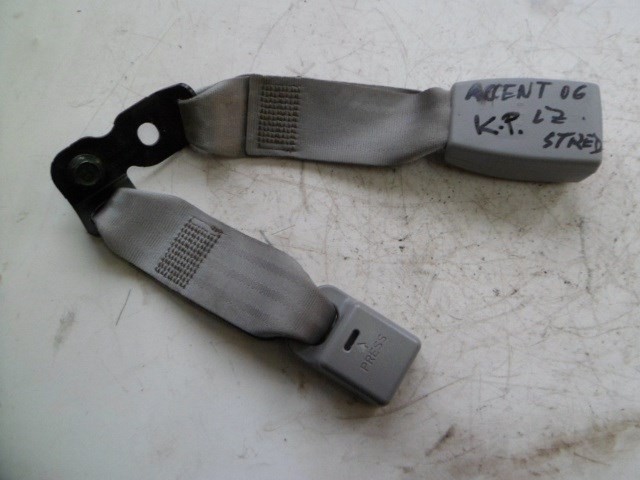 ACCENT 06
K.P. LZ.
STRED
PRESS